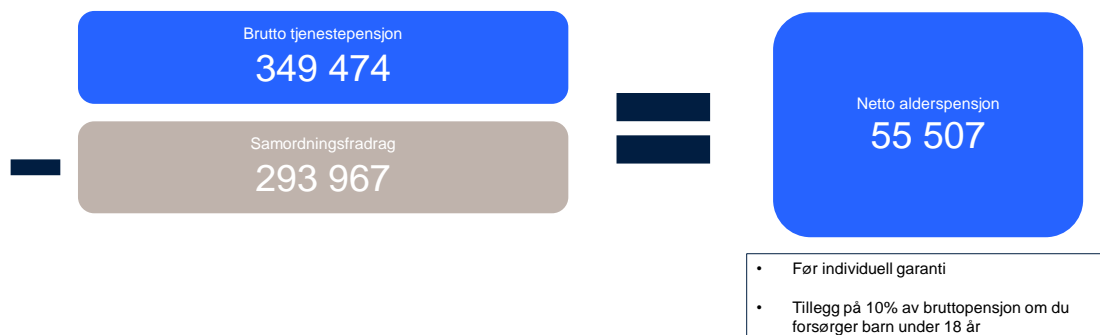 Brutto tjenestepensjon
349 474
Samordningsfradrag
293 967
Netto alderspensjon
55 507
• Før individuell garanti
• Tillegg på 10% av bruttopensjon om du
forsørger barn under 18 år